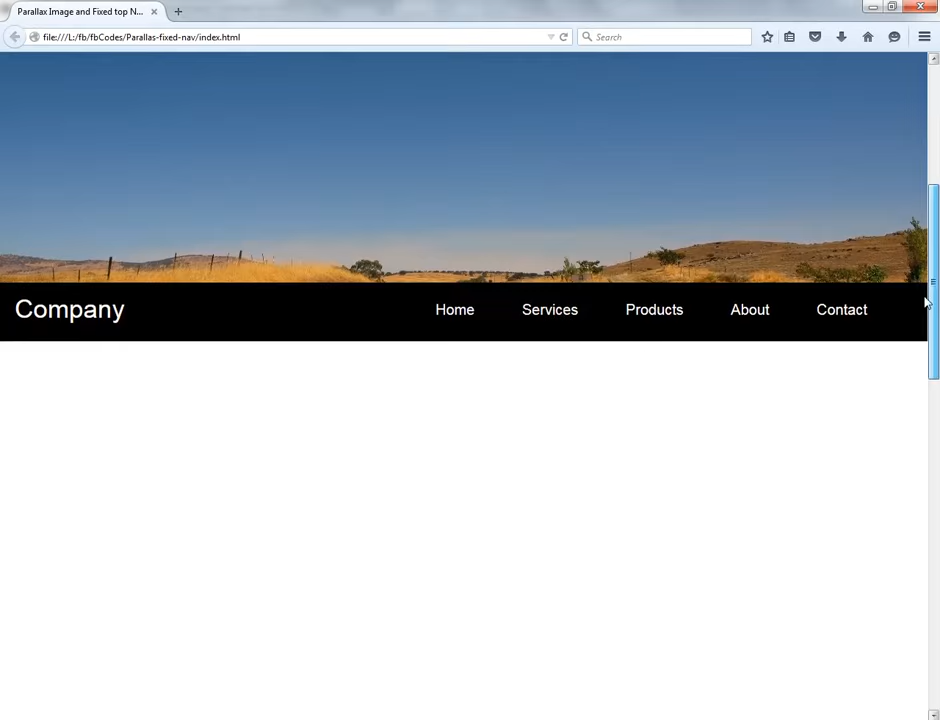 Parallax Image and Fixed top N...
file:///L:/fb/fbCodes/Parallas-fixed-nav/index.html
Search
Company
Home Services Products About Contact